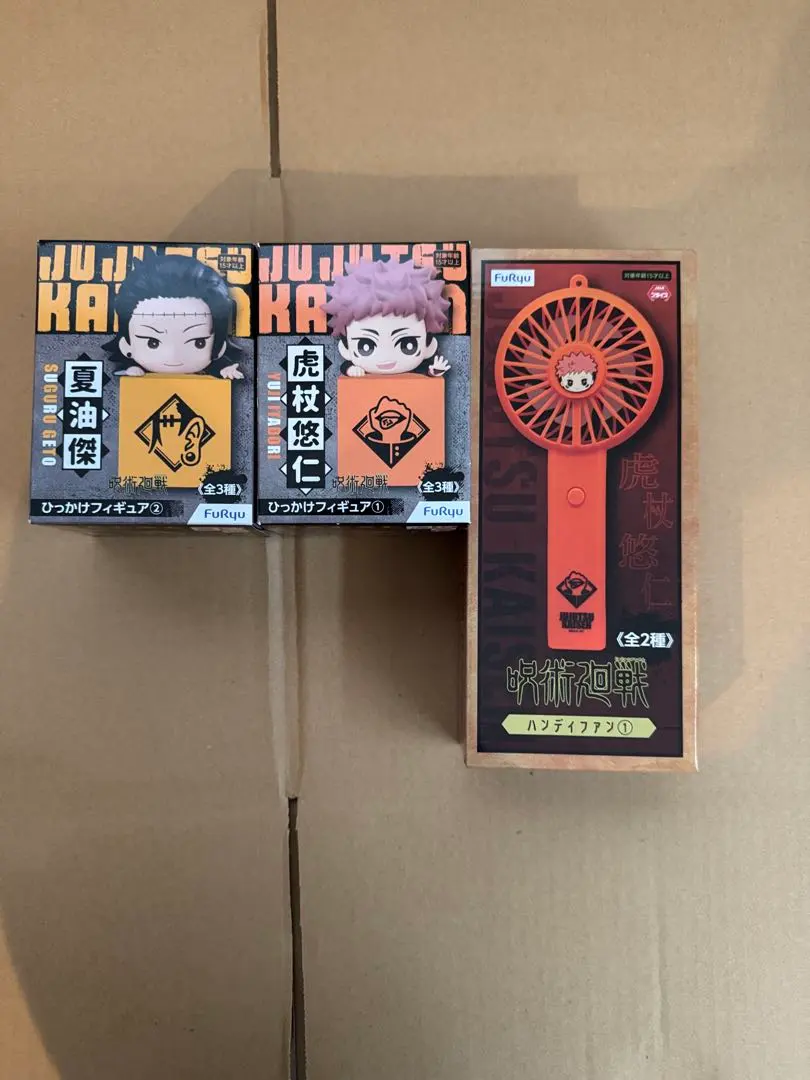 JUJUTSU
KAISEN
対象年齢
15才以上
夏油傑
SUGURU GETO
呪術廻戦
《全3種》
ひっかけフィギュア②
FuRyu
JUJUTSU
KAISEN
対象年齢
15才以上
虎杖悠仁
YUJI ITADORI
呪術廻戦
《全3種》
ひっかけフィギュア①
FuRyu
FuRyu
対象年齢15才以上
プライズ
JUJUTSU KAISEN
虎杖悠仁
JUJUTSU
KAISEN
《全2種》
呪術廻戦
ハンディファン①